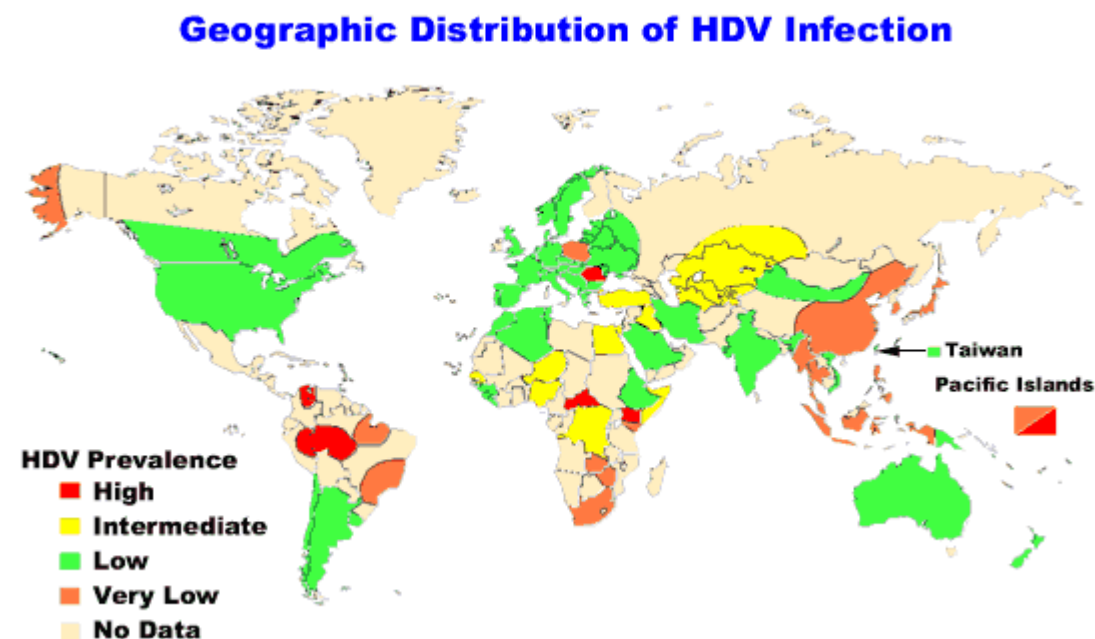 Geographic Distribution of HDV Infection
Taiwan
Pacific Islands
HDV Prevalence
High
Intermediate
Low
Very Low
No Data